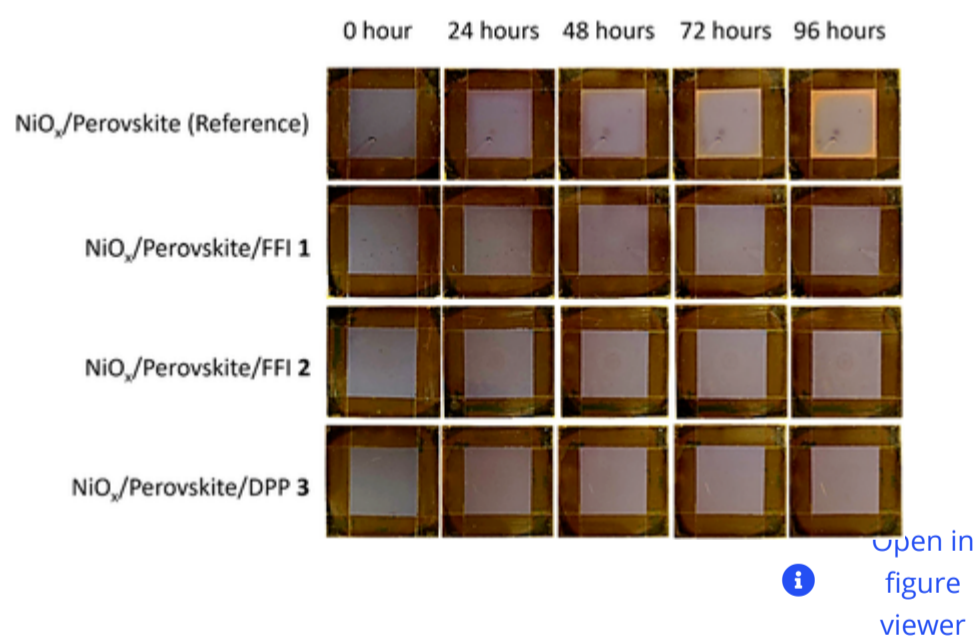 0 hour 24 hours 48 hours 72 hours 96 hours
NiOₓ/Perovskite (Reference)
NiOₓ/Perovskite/FFI 1
NiOₓ/Perovskite/FFI 2
NiOₓ/Perovskite/DPP 3
Open in
figure
viewer